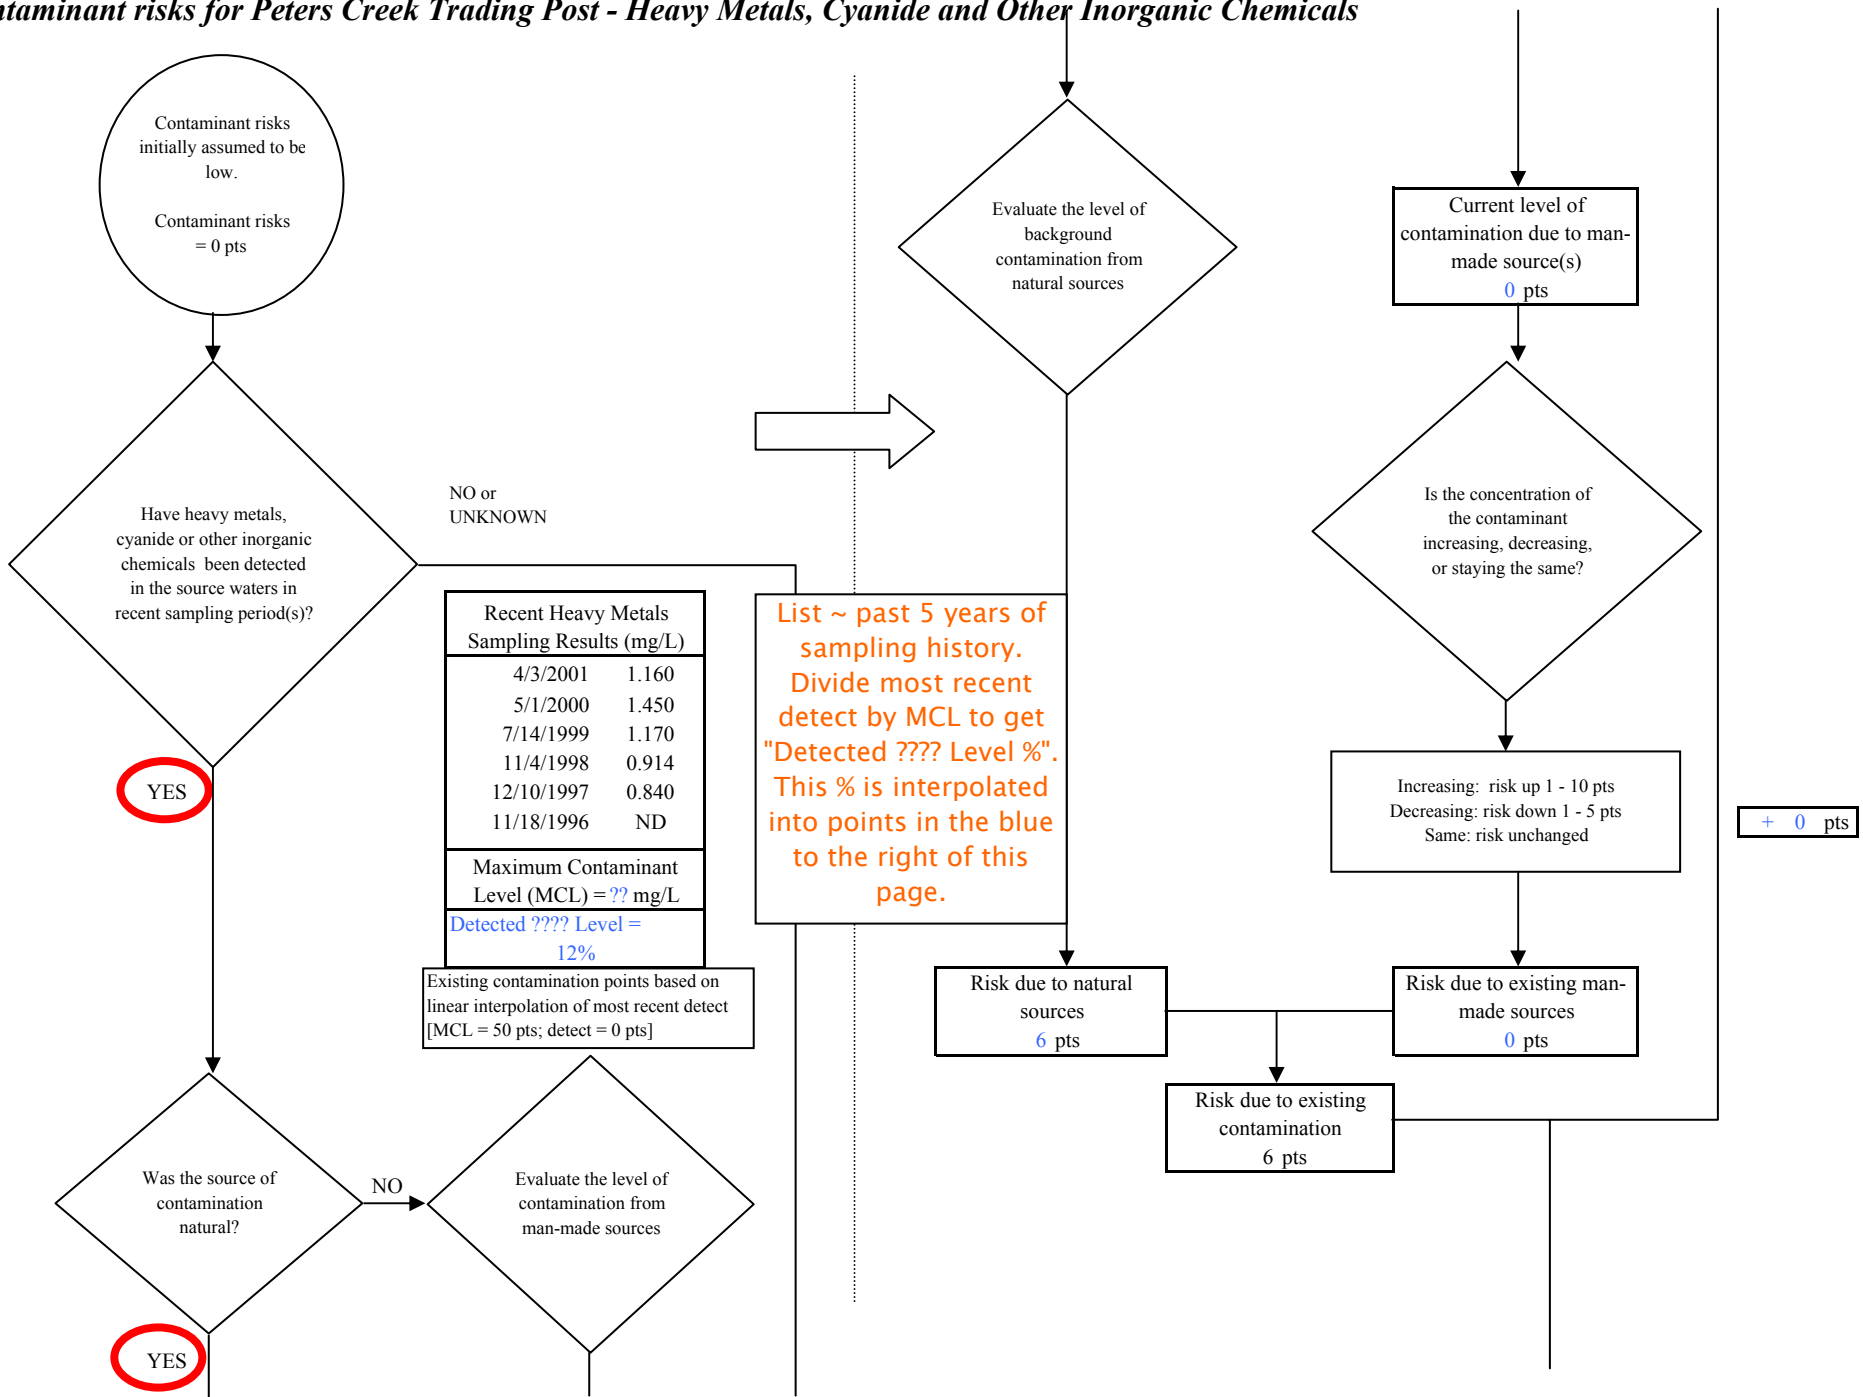 ntaminant risks for Peters Creek Trading Post - Heavy Metals, Cyanide and Other Inorganic Chemicals
Contaminant risks
initially assumed to be
low.
Contaminant risks
= 0 pts
Have heavy metals,
cyanide or other inorganic
chemicals been detected
in the source waters in
recent sampling period(s)?
NO or
UNKNOWN
YES
Recent Heavy Metals
Sampling Results (mg/L)
4/3/2001 1.160
5/1/2000 1.450
7/14/1999 1.170
11/4/1998 0.914
12/10/1997 0.840
11/18/1996 ND
Maximum Contaminant
Level (MCL) = ?? mg/L
Detected ???? Level =
12%
Existing contamination points based on
linear interpolation of most recent detect
[MCL = 50 pts; detect = 0 pts]
Was the source of
contamination
natural?
NO
YES
Evaluate the level of
contamination from
man-made sources
List ~ past 5 years of
sampling history.
Divide most recent
detect by MCL to get
"Detected ???? Level %".
This % is interpolated
into points in the blue
to the right of this
page.
Evaluate the level of
background
contamination from
natural sources
Risk due to natural
sources
6 pts
Current level of
contamination due to man-
made source(s)
0 pts
Is the concentration of
the contaminant
increasing, decreasing,
or staying the same?
Increasing: risk up 1 - 10 pts
Decreasing: risk down 1 - 5 pts
Same: risk unchanged
Risk due to existing man-
made sources
0 pts
Risk due to existing
contamination
6 pts
+ 0 pts